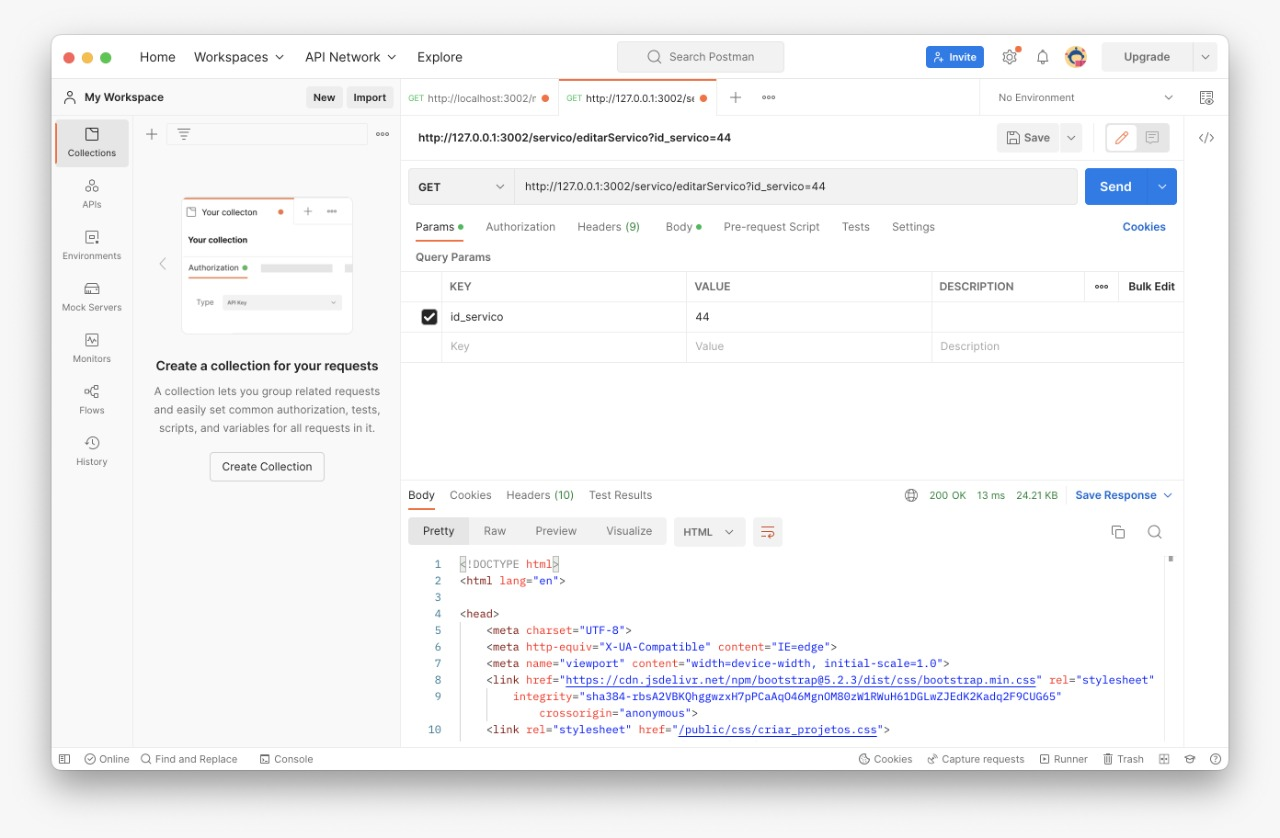 Home Workspaces API Network Explore Search Postman Invite Upgrade
My Workspace New Import GET http://localhost:3002/r GET http://127.0.0.1:3002/se No Environment
http://127.0.0.1:3002/servico/editarServico?id_servico=44 Save
GET http://127.0.0.1:3002/servico/editarServico?id_servico=44 Send
Params Authorization Headers (9) Body Pre-request Script Tests Settings Cookies
Query Params
KEY VALUE DESCRIPTION Bulk Edit
id_servico 44
Key Value Description
Collections
APIs
Environments
Mock Servers
Monitors
Flows
History
Your collecton
Your collection
Authorization
Type API Key
Create a collection for your requests
A collection lets you group related requests
and easily set common authorization, tests,
scripts, and variables for all requests in it.
Create Collection
Body Cookies Headers (10) Test Results 200 OK 13 ms 24.21 KB Save Response
Pretty Raw Preview Visualize HTML
1 <!DOCTYPE html>
2 <html lang="en">
3
4 <head>
5 <meta charset="UTF-8">
6 <meta http-equiv="X-UA-Compatible" content="IE=edge">
7 <meta name="viewport" content="width=device-width, initial-scale=1.0">
8 <link href="https://cdn.jsdelivr.net/npm/bootstrap@5.2.3/dist/css/bootstrap.min.css" rel="stylesheet"
9 integrity="sha384-rbsA2VBKQhggwzxH7pPCaAqO46MgnOM80zW1RWuH61DGLwZJEdK2Kadq2F9CUG65"
crossorigin="anonymous">
10 <link rel="stylesheet" href="/public/css/criar_projetos.css">
Online Find and Replace Console Cookies Capture requests Runner Trash